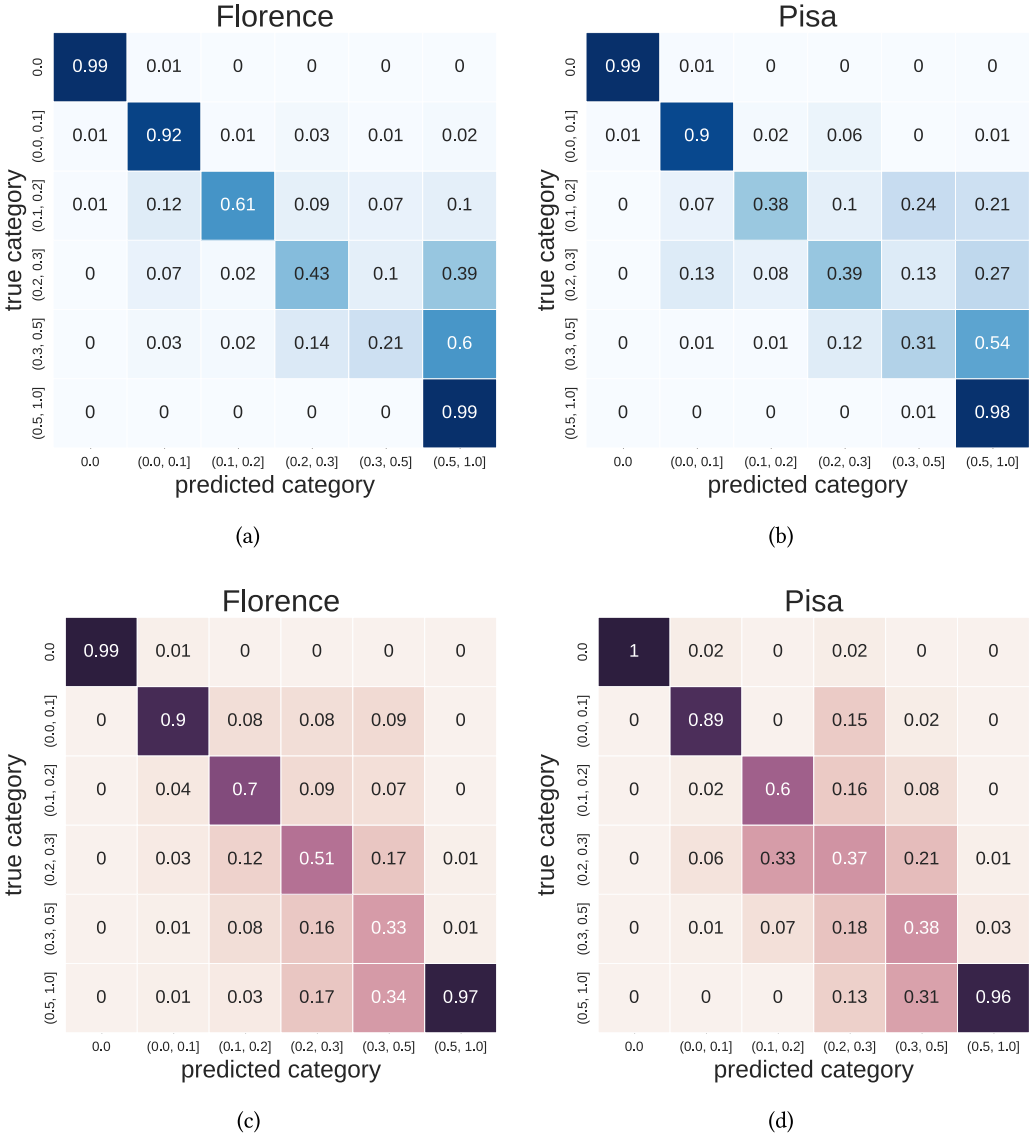 Florence
0.0 0.99 0.01 0 0 0 0
(0.0, 0.1] 0.01 0.92 0.01 0.03 0.01 0.02
(0.1, 0.2] 0.01 0.12 0.61 0.09 0.07 0.1
(0.2, 0.3] 0 0.07 0.02 0.43 0.1 0.39
(0.3, 0.5] 0 0.03 0.02 0.14 0.21 0.6
(0.5, 1.0] 0 0 0 0 0 0.99
true category
0.0 (0.0, 0.1] (0.1, 0.2] (0.2, 0.3] (0.3, 0.5] (0.5, 1.0]
predicted category
(a)
Pisa
0.0 0.99 0.01 0 0 0 0
(0.0, 0.1] 0.01 0.9 0.02 0.06 0 0.01
(0.1, 0.2] 0 0.07 0.38 0.1 0.24 0.21
(0.2, 0.3] 0 0.13 0.08 0.39 0.13 0.27
(0.3, 0.5] 0 0.01 0.01 0.12 0.31 0.54
(0.5, 1.0] 0 0 0 0 0.01 0.98
true category
0.0 (0.0, 0.1] (0.1, 0.2] (0.2, 0.3] (0.3, 0.5] (0.5, 1.0]
predicted category
(b)
Florence
0.0 0.99 0.01 0 0 0 0
(0.0, 0.1] 0 0.9 0.08 0.08 0.09 0
(0.1, 0.2] 0 0.04 0.7 0.09 0.07 0
(0.2, 0.3] 0 0.03 0.12 0.51 0.17 0.01
(0.3, 0.5] 0 0.01 0.08 0.16 0.33 0.01
(0.5, 1.0] 0 0.01 0.03 0.17 0.34 0.97
true category
0.0 (0.0, 0.1] (0.1, 0.2] (0.2, 0.3] (0.3, 0.5] (0.5, 1.0]
predicted category
(c)
Pisa
0.0 1 0.02 0 0.02 0 0
(0.0, 0.1] 0 0.89 0 0.15 0.02 0
(0.1, 0.2] 0 0.02 0.6 0.16 0.08 0
(0.2, 0.3] 0 0.06 0.33 0.37 0.21 0.01
(0.3, 0.5] 0 0.01 0.07 0.18 0.38 0.03
(0.5, 1.0] 0 0 0 0.13 0.31 0.96
true category
0.0 (0.0, 0.1] (0.1, 0.2] (0.2, 0.3] (0.3, 0.5] (0.5, 1.0]
predicted category
(d)